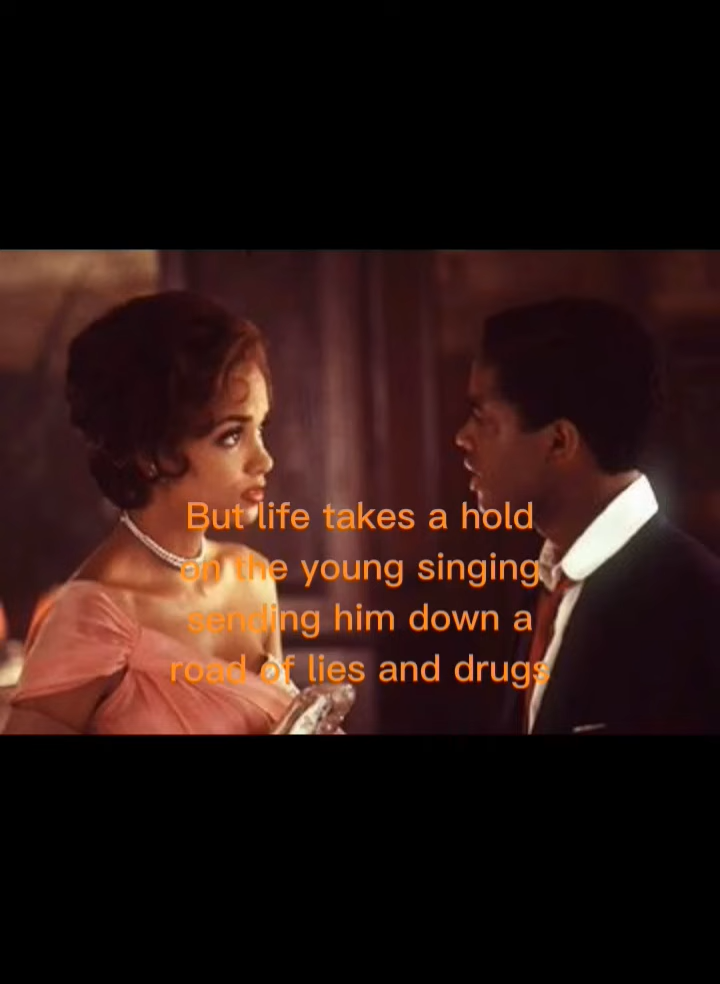 But life takes a hold
on the young singing
sending him down a
road of lies and drugs